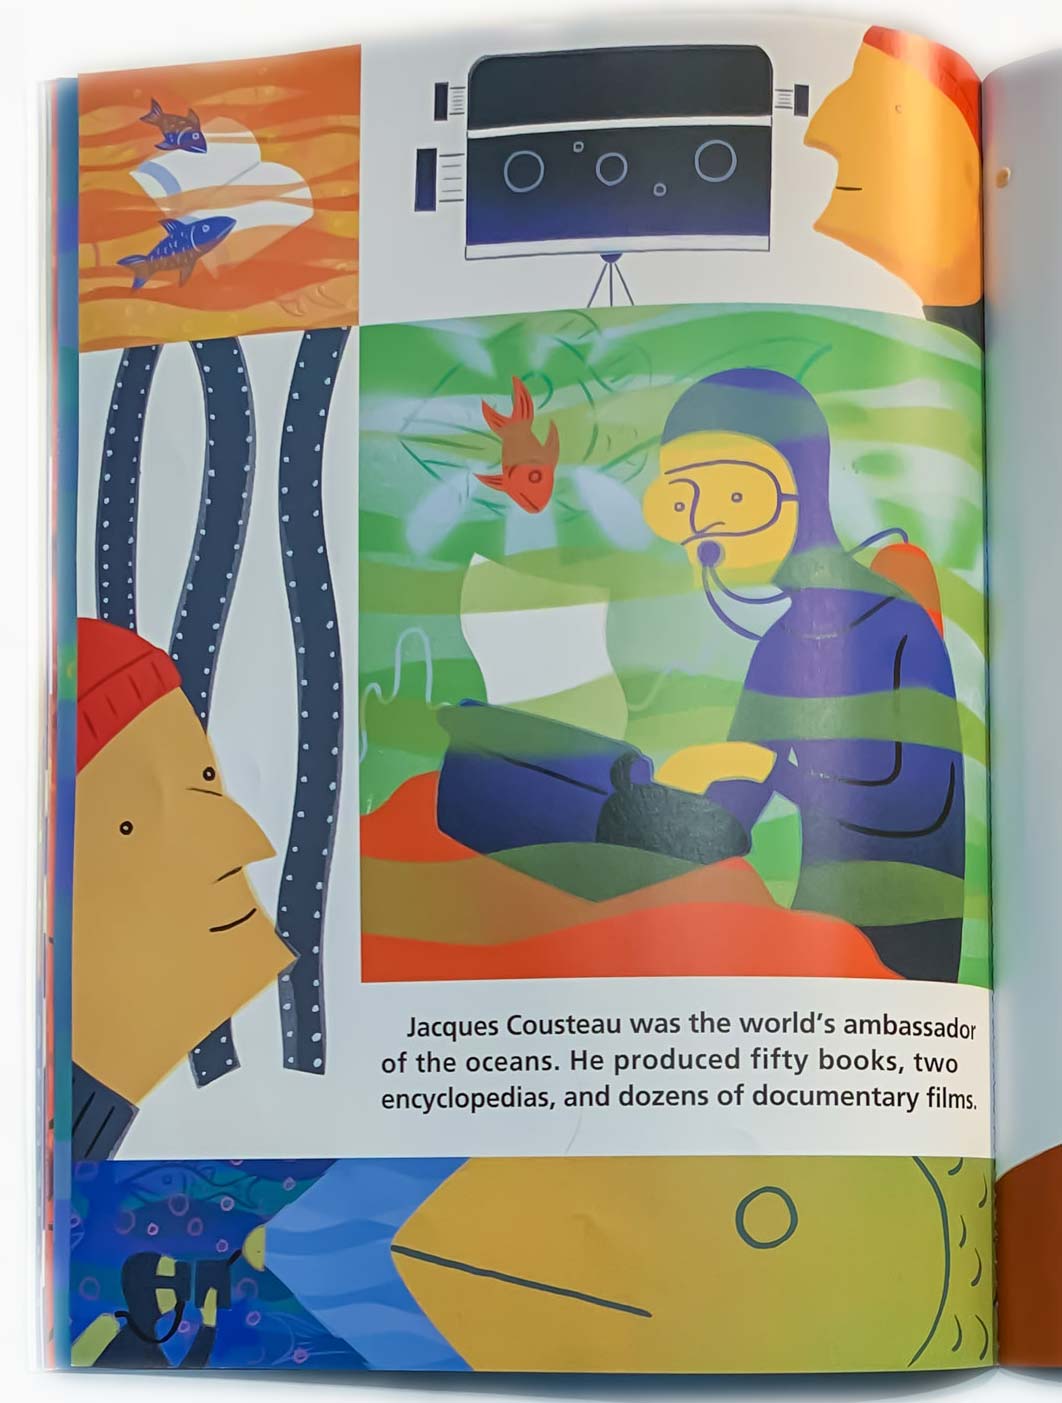 Jacques Cousteau was the world's ambassador
of the oceans. He produced fifty books, two
encyclopedias, and dozens of documentary films.